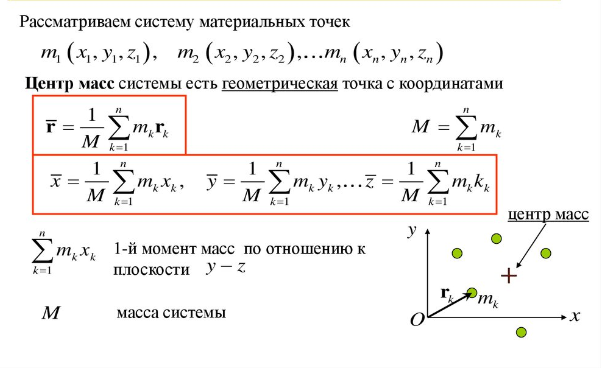 Рассматриваем систему материальных точек
m₁ (x₁, y₁, z₁), m₂ (x₂, y₂, z₂),…mₙ (xₙ, yₙ, zₙ)
Центр масс системы есть геометрическая точка с координатами
r̅ = 1/M ∑ₖ₌₁ⁿ mₖrₖ M = ∑ₖ₌₁ⁿ mₖ
x̅ = 1/M ∑ₖ₌₁ⁿ mₖxₖ, y̅ = 1/M ∑ₖ₌₁ⁿ mₖyₖ,…z̅ = 1/M ∑ₖ₌₁ⁿ mₖkₖ
∑ₖ₌₁ⁿ mₖxₖ 1-й момент масс по отношению к
плоскости y − z
M масса системы
центр масс
y
rₖ mₖ
O x